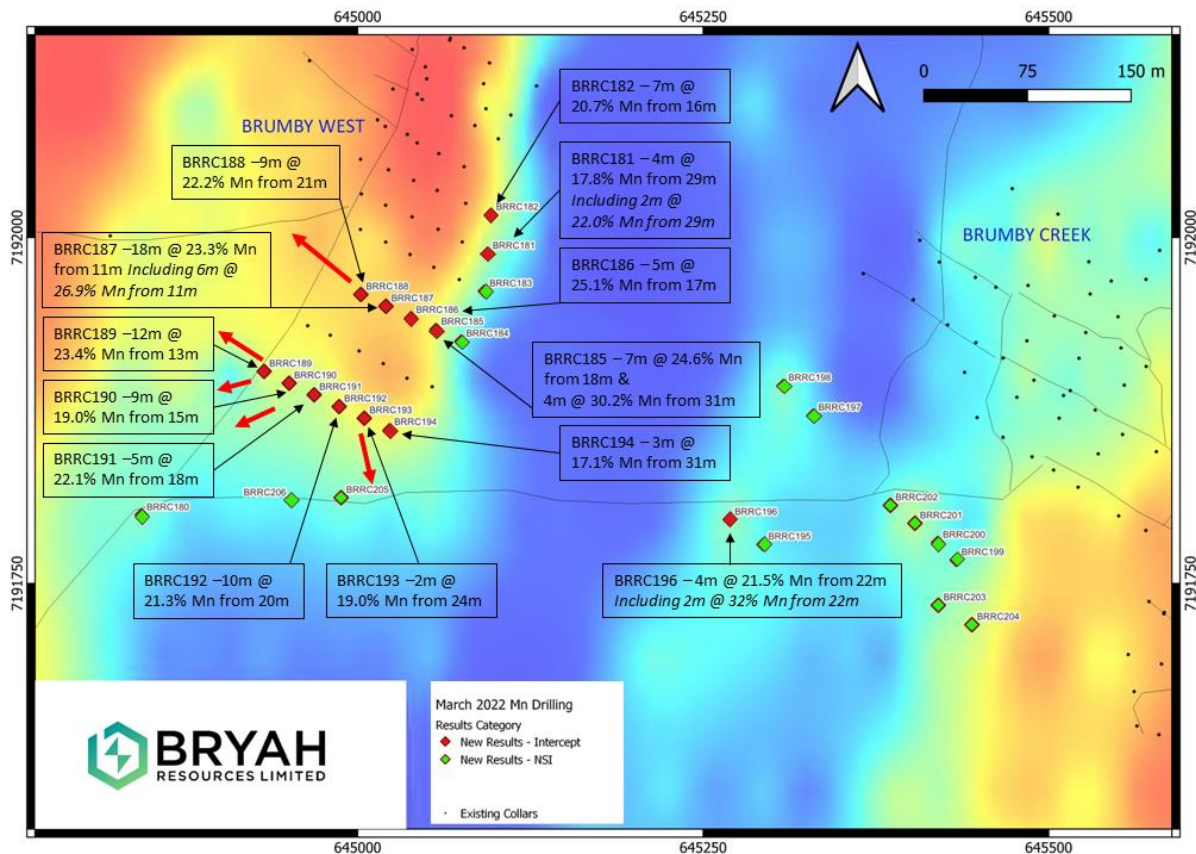 645000
645250
645500
0
75
150 m
BRUMBY WEST
BRRC182 – 7m @
20.7% Mn from 16m
BRRC188 –9m @
22.2% Mn from 21m
BRRC181 – 4m @
17.8% Mn from 29m
Including 2m @
22.0% Mn from 29m
BRRC182
7192000
BRRC181
BRUMBY CREEK
7192000
BRRC187 –18m @ 23.3% Mn
from 11m Including 6m @
26.9% Mn from 11m
BRRC186 – 5m @
25.1% Mn from 17m
BRRC183
BRRC188
BRRC187
BRRC186
BRRC185
BRRC184
BRRC189 –12m @
23.4% Mn from 13m
BRRC185 – 7m @ 24.6% Mn
from 18m &
4m @ 30.2% Mn from 31m
BRRC189
BRRC190
BRRC191
BRRC192
BRRC193
BRRC194
BRRC198
BRRC197
BRRC190 –9m @
19.0% Mn from 15m
BRRC194 – 3m @
17.1% Mn from 31m
BRRC191 –5m @
22.1% Mn from 18m
BRRC180
BRRC206
BRRC205
BRRC196
BRRC195
BRRC202
BRRC201
BRRC200
BRRC199
BRRC203
BRRC204
7191750
7191750
BRRC192 –10m @
21.3% Mn from 20m
BRRC193 –2m @
19.0% Mn from 24m
BRRC196 – 4m @ 21.5% Mn from 22m
Including 2m @ 32% Mn from 22m
BRYAH
RESOURCES LIMITED
March 2022 Mn Drilling
Results Category
New Results - Intercept
New Results - NSI
Existing Collars
645000
645250
645500